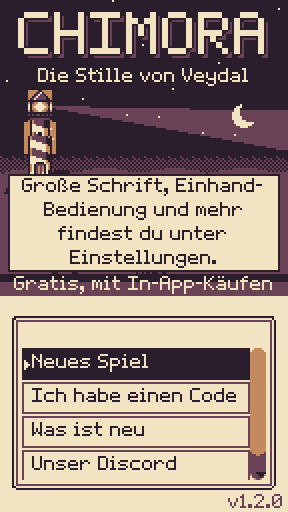 CHIMORA
Die Stille von Veydal
Große Schrift, Einhand-
Bedienung und mehr
findest du unter
Einstellungen.
Gratis, mit In-App-Käufen
Neues Spiel
Ich habe einen Code
Was ist neu
Unser Discord
v1.2.0